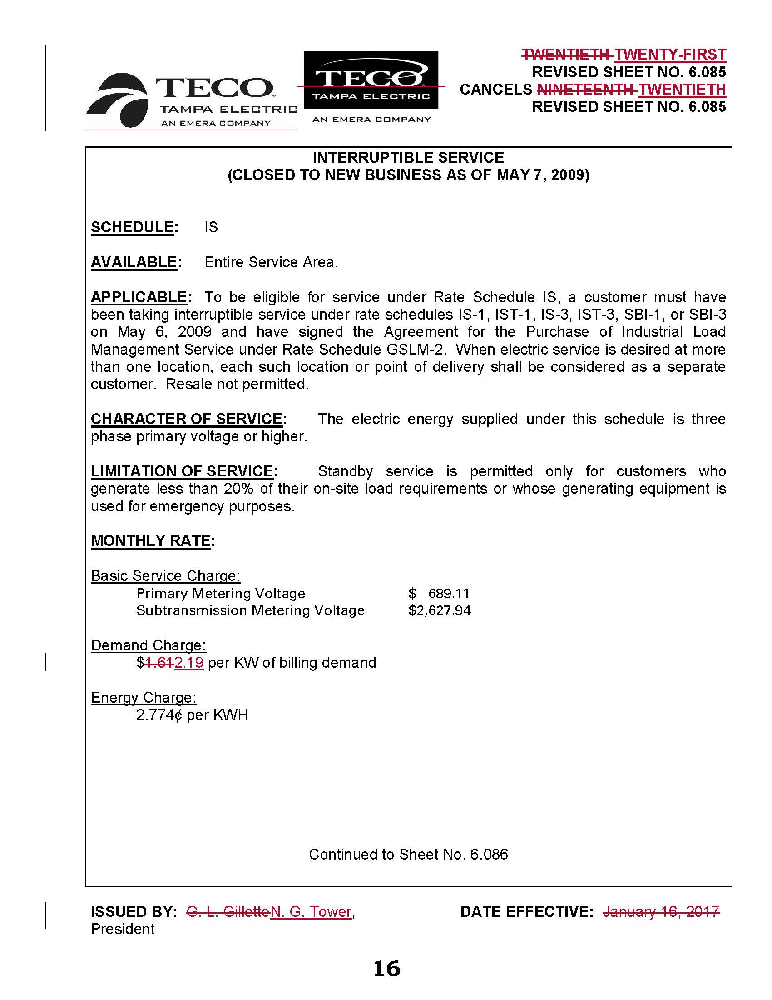 TWENTIETH TWENTY-FIRST
REVISED SHEET NO. 6.085
CANCELS NINETEENTH TWENTIETH
REVISED SHEET NO. 6.085
TECO®
TAMPA ELECTRIC
AN EMERA COMPANY
TECO®
TAMPA ELECTRIC
AN EMERA COMPANY
INTERRUPTIBLE SERVICE
(CLOSED TO NEW BUSINESS AS OF MAY 7, 2009)
SCHEDULE: IS
AVAILABLE: Entire Service Area.
APPLICABLE: To be eligible for service under Rate Schedule IS, a customer must have
been taking interruptible service under rate schedules IS-1, IST-1, IS-3, IST-3, SBI-1, or SBI-3
on May 6, 2009 and have signed the Agreement for the Purchase of Industrial Load
Management Service under Rate Schedule GSLM-2. When electric service is desired at more
than one location, each such location or point of delivery shall be considered as a separate
customer. Resale not permitted.
CHARACTER OF SERVICE: The electric energy supplied under this schedule is three
phase primary voltage or higher.
LIMITATION OF SERVICE: Standby service is permitted only for customers who
generate less than 20% of their on-site load requirements or whose generating equipment is
used for emergency purposes.
MONTHLY RATE:
Basic Service Charge:
Primary Metering Voltage $ 689.11
Subtransmission Metering Voltage $2,627.94
Demand Charge:
$1.612.19 per KW of billing demand
Energy Charge:
2.774¢ per KWH
Continued to Sheet No. 6.086
ISSUED BY: G. L. GilletteN. G. Tower, DATE EFFECTIVE: January 16, 2017
President
16